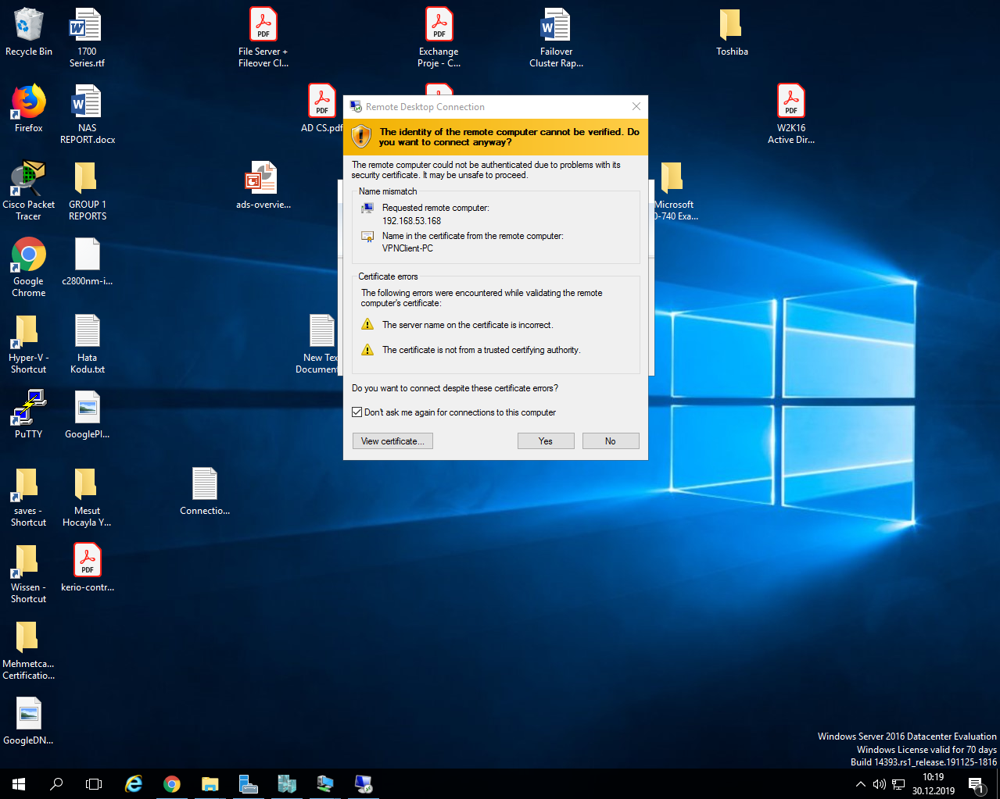 Recycle Bin
1700
Series.rtf
File Server +
Fileover Cl...
Exchange
Proje - C...
Failover
Cluster Rap...
Toshiba
Firefox
NAS
REPORT.docx
AD CS.pdf
W2K16
Active Dir...
Cisco Packet
Tracer
GROUP 1
REPORTS
ads-overvie...
Microsoft
0-740 Exa...
Google
Chrome
c2800nm-i...
Hyper-V -
Shortcut
Hata
Kodu.txt
New Tex
Document
PuTTY
GooglePl...
saves -
Shortcut
Mesut
Hocayla Y...
Connectio...
Wissen -
Shortcut
kerio-contr...
Mehmetca...
Certificatio...
GoogleDN...
Remote Desktop Connection
The identity of the remote computer cannot be verified. Do
you want to connect anyway?
The remote computer could not be authenticated due to problems with its
security certificate. It may be unsafe to proceed.
Name mismatch
Requested remote computer:
192.168.53.168
Name in the certificate from the remote computer:
VPNClient-PC
Certificate errors
The following errors were encountered while validating the remote
computer's certificate:
The server name on the certificate is incorrect.
The certificate is not from a trusted certifying authority.
Do you want to connect despite these certificate errors?
Don't ask me again for connections to this computer
View certificate...
Yes
No
Windows Server 2016 Datacenter Evaluation
Windows License valid for 70 days
Build 14393.rs1_release.191125-1816
10:19
30.12.2019
1